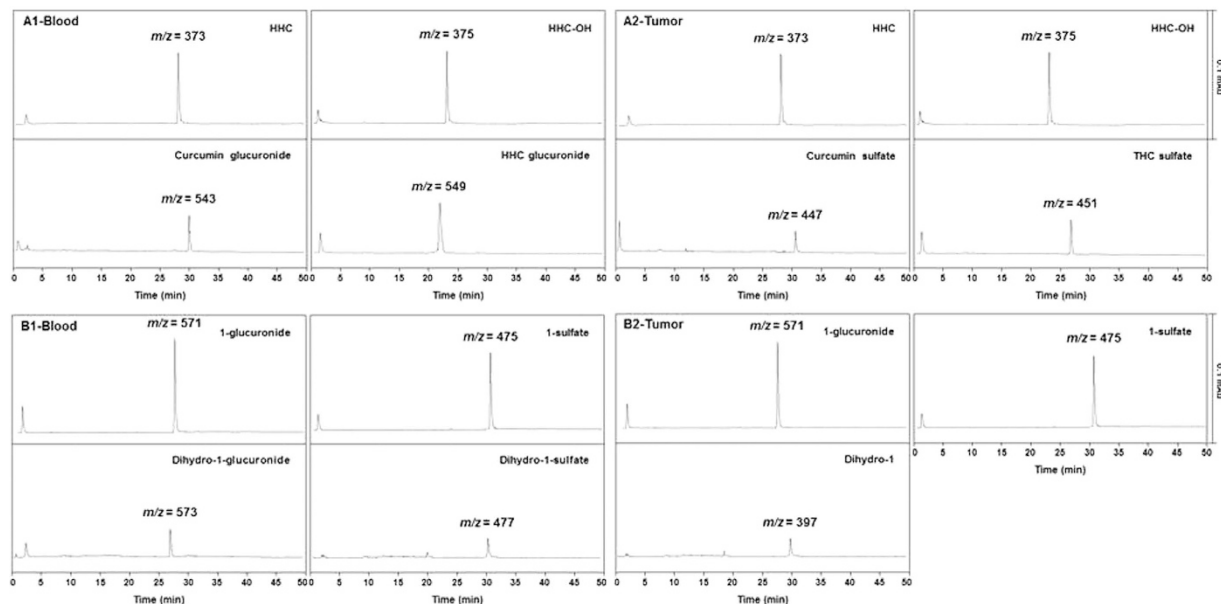 A1-Blood HHC HHC-OH A2-Tumor HHC HHC-OH
m/z = 373 m/z = 375 m/z = 373 m/z = 375
Curcumin glucuronide HHC glucuronide Curcumin sulfate THC sulfate
m/z = 543 m/z = 549 m/z = 447 m/z = 451
0 5 10 15 20 25 30 35 40 45 50 0 5 10 15 20 25 30 35 40 45 50 0 5 10 15 20 25 30 35 40 45 50 0 5 10 15 20 25 30 35 40 45 50
Time (min) Time (min) Time (min) Time (min)
B1-Blood 1-glucuronide 1-sulfate B2-Tumor 1-glucuronide 1-sulfate
m/z = 571 m/z = 475 m/z = 571 m/z = 475
0 5 10 15 20 25 30 35 40 45 50
Time (min)
Dihydro-1-glucuronide Dihydro-1-sulfate Dihydro-1
m/z = 573 m/z = 477 m/z = 397
0 5 10 15 20 25 30 35 40 45 50 0 5 10 15 20 25 30 35 40 45 50 0 5 10 15 20 25 30 35 40 45 50
Time (min) Time (min) Time (min)